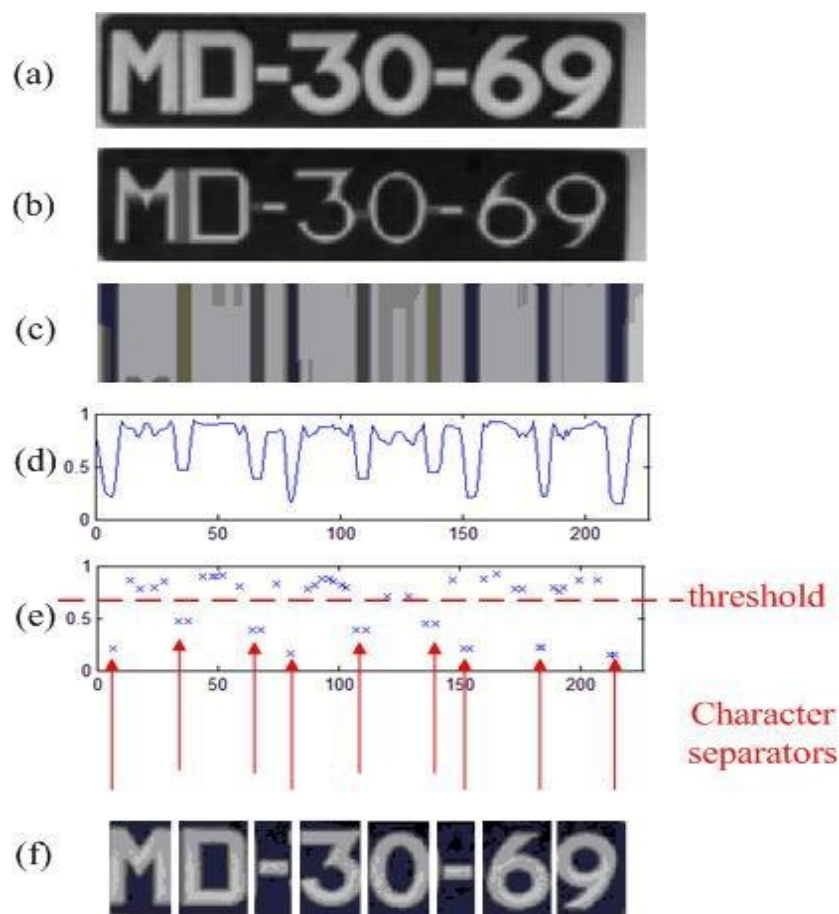 (a) MD-30-69
(b) MD-30-69
(c)
(d) 1 0.5 0
0 50 100 150 200
(e) 1 0.5 0
threshold
0 50 100 150 200
Character
separators
(f) MD-30-69